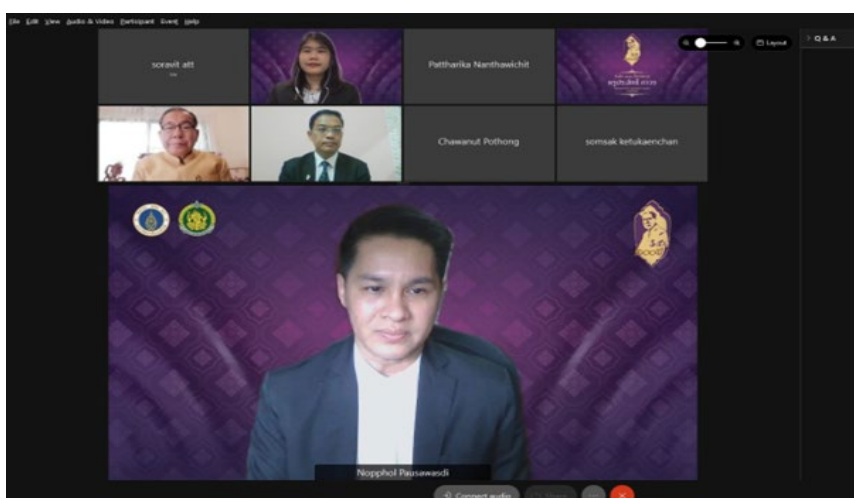 File Edit View Audio & Video Participant Event Help
Layout
Q & A
soravit att
Pattharika Nanthawichit
Chawanut Pothong
somsak ketukaenchan
Nopphol Pausawasdi
Connect audio
Share